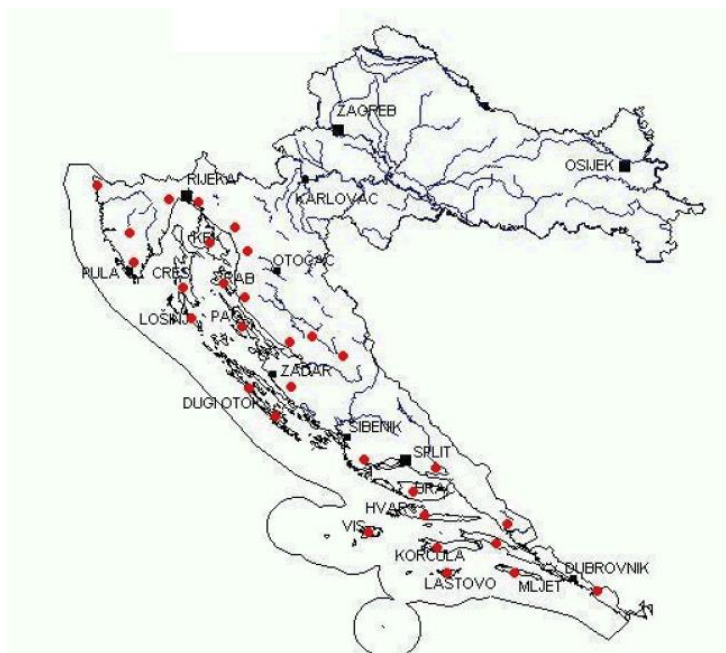 ZAGREB
OSIJEK
RIJEKA
KARLOVAC
KRK
OTOČAC
PULA
CRES
RAB
LOŠINJ
PAG
ZADAR
DUGI OTOK
ŠIBENIK
SPLIT
BRAČ
HVAR
VIS
KORČULA
DUBROVNIK
LASTOVO
MLJET